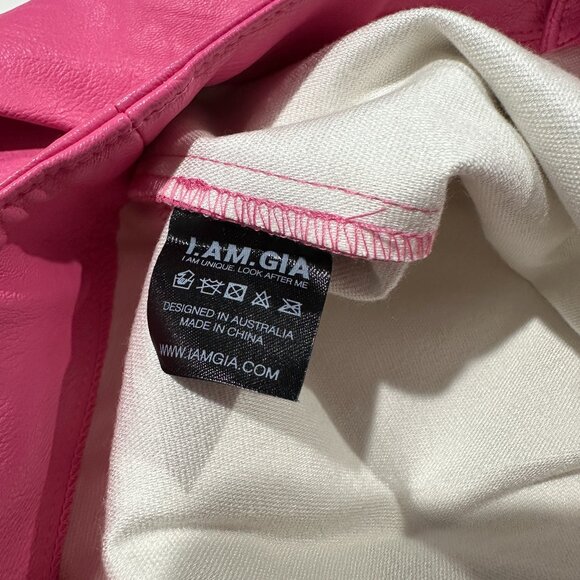 I.AM.GIA
I AM UNIQUE. LOOK AFTER ME
DESIGNED IN AUSTRALIA
MADE IN CHINA
WWW.IAMGIA.COM